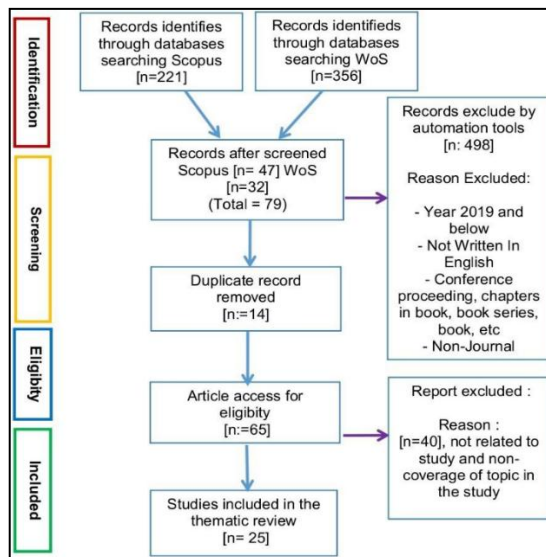 Identification
Records identifies
through databases
searching Scopus
[n=221]
Records identifieds
through databases
searching WoS
[n=356]
Records exclude by
automation tools
[n: 498]
Reason Excluded:
- Year 2019 and
below
- Not Written In
English
- Conference
proceeding, chapters
in book, book series,
book, etc
- Non-Journal
Screening
Records after screened
Scopus [n= 47] WoS
[n=32]
(Total = 79)
Duplicate record
removed
[n:=14]
Eligibity
Article access for
eligibity
[n:=65]
Report excluded :
Reason :
[n=40], not related to
study and non-
coverage of topic in
the study
Included
Studies included in the
thematic review
[n= 25]